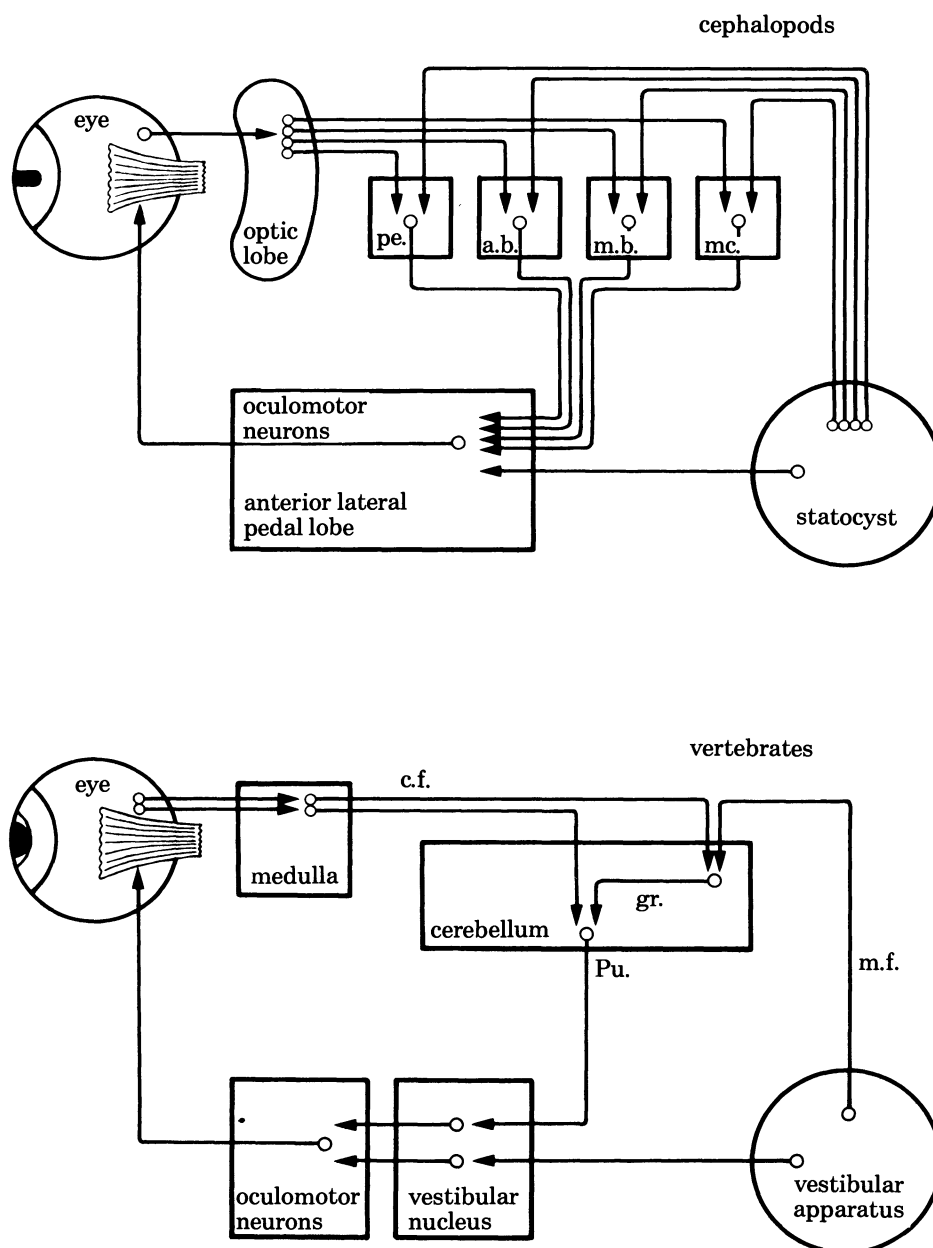 cephalopods
eye
optic
lobe
pe.
a.b.
m.b.
mc.
oculomotor
neurons
anterior lateral
pedal lobe
statocyst
vertebrates
eye
c.f.
medulla
gr.
cerebellum
Pu.
m.f.
oculomotor
neurons
vestibular
nucleus
vestibular
apparatus